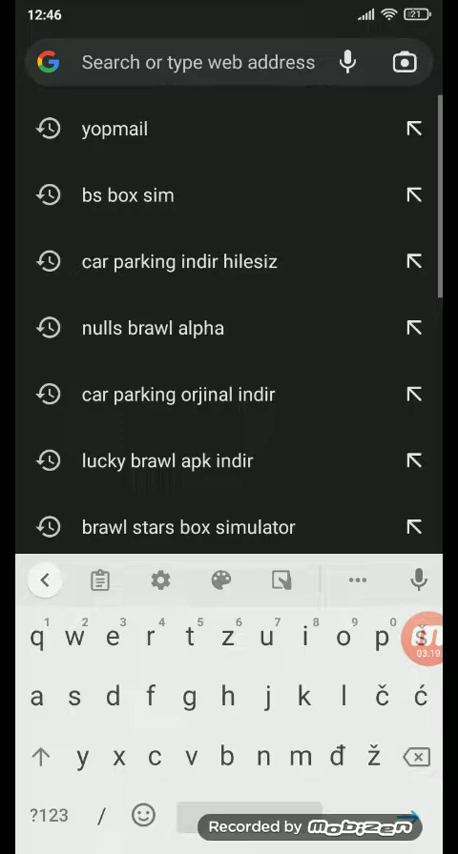 12:46
21
Search or type web address
yopmail
bs box sim
car parking indir hilesiz
nulls brawl alpha
car parking orjinal indir
lucky brawl apk indir
brawl stars box simulator
1 2 3 4 5 6 7 8 9 0
q w e r t z u i o p š
03:19
a s d f g h j k l č ć
y x c v b n m đ ž
?123 /
Recorded by mobizen